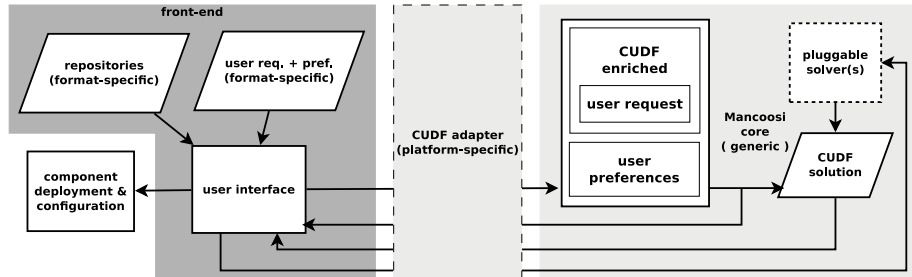 front-end
repositories
(format-specific)
user req. + pref.
(format-specific)
user interface
component
deployment &
configuration
CUDF adapter
(platform-specific)
CUDF
enriched
user request
user
preferences
Mancoosi
core
( generic )
pluggable
solver(s)
CUDF
solution